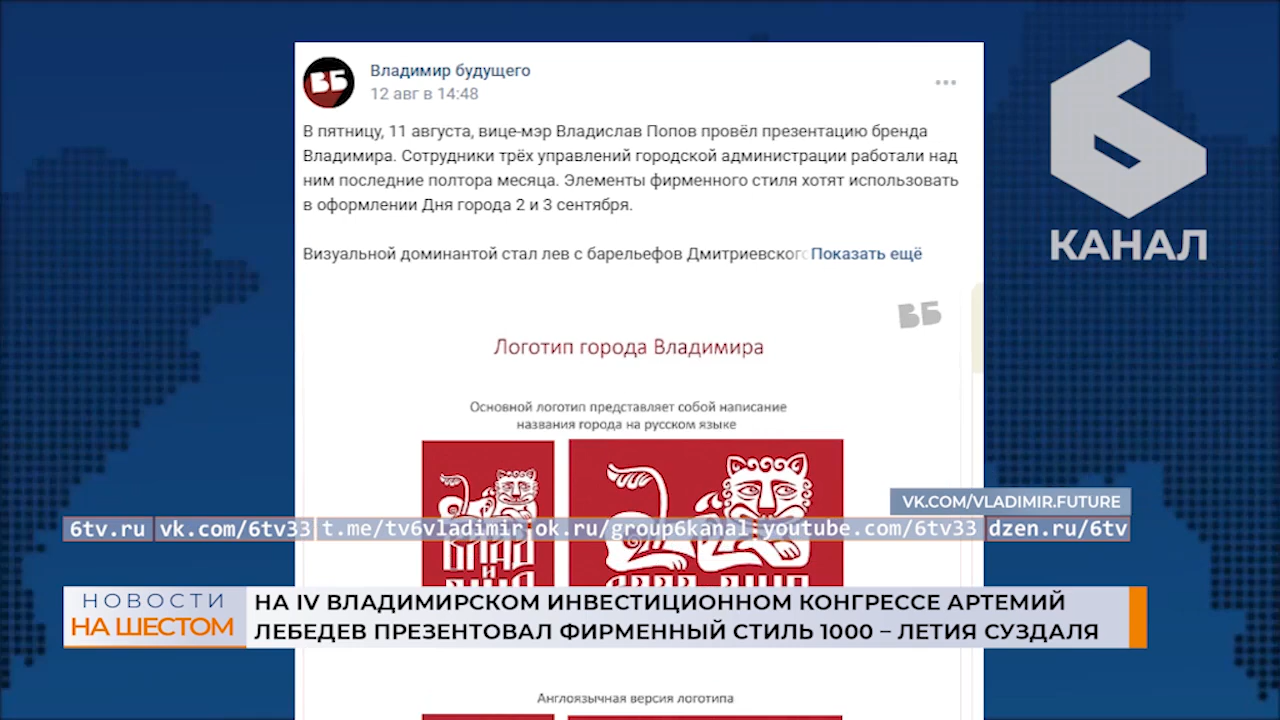 ВБ
Владимир будущего
12 авг в 14:48
В пятницу, 11 августа, вице-мэр Владислав Попов провёл презентацию бренда
Владимира. Сотрудники трёх управлений городской администрации работали над
ним последние полтора месяца. Элементы фирменного стиля хотят использовать
в оформлении Дня города 2 и 3 сентября.
Визуальной доминантой стал лев с барельефов Дмитриевского Показать ещё
6
КАНАЛ
ВБ
Логотип города Владимира
Основной логотип представляет собой написание
названия города на русском языке
VK.COM/VLADIMIR.FUTURE
6tv.ru vk.com/6tv33 t.me/tv6vladimir ok.ru/group6kanal youtube.com/6tv33 dzen.ru/6tv
НОВОСТИ
НА ШЕСТОМ
НА IV ВЛАДИМИРСКОМ ИНВЕСТИЦИОННОМ КОНГРЕССЕ АРТЕМИЙ
ЛЕБЕДЕВ ПРЕЗЕНТОВАЛ ФИРМЕННЫЙ СТИЛЬ 1000 – ЛЕТИЯ СУЗДАЛЯ
Англоязычная версия логотипа